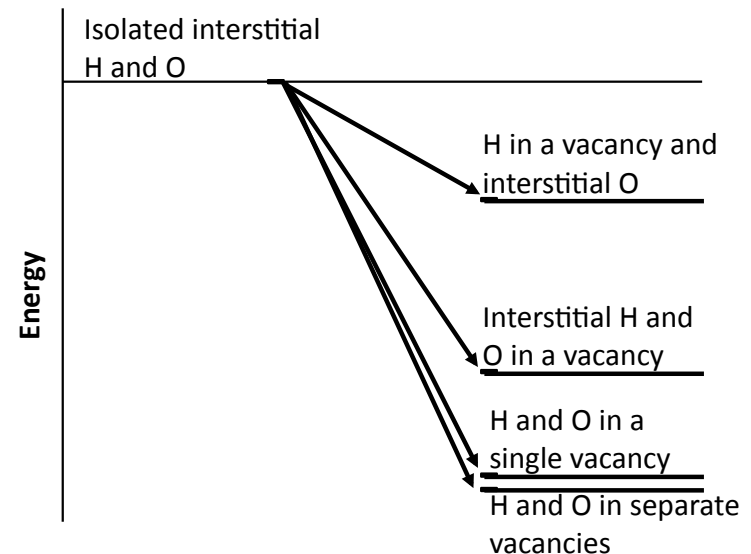 Isolated interstitial
H and O
H in a vacancy and
interstitial O
Energy
Interstitial H and
O in a vacancy
H and O in a
single vacancy
H and O in separate
vacancies